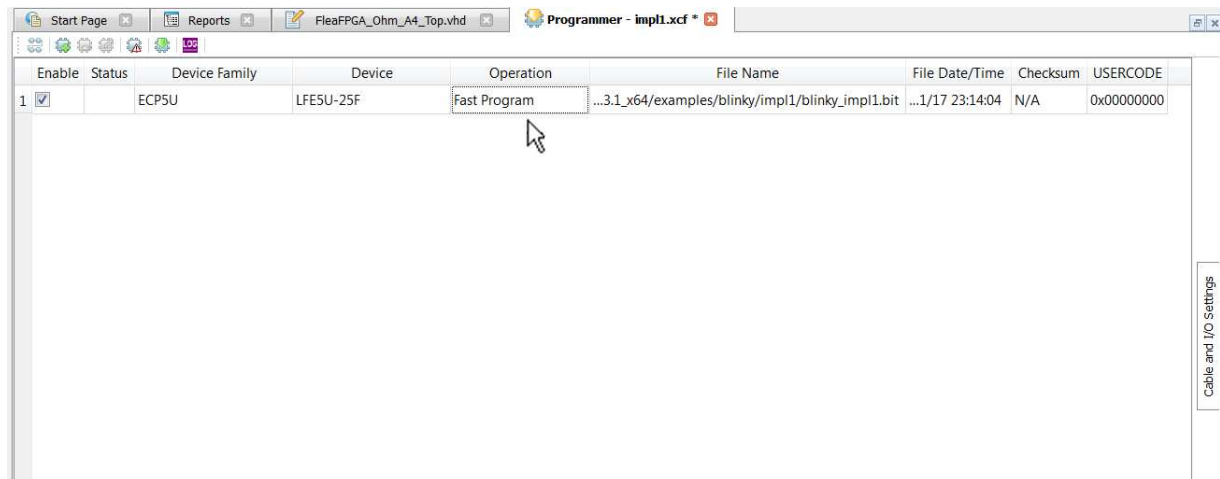 Start Page Reports FleaFPGA_Ohm_A4_Top.vhd Programmer - impl1.xcf *
LOG
Enable Status Device Family Device Operation File Name File Date/Time Checksum USERCODE
1 ECP5U LFE5U-25F Fast Program ...3.1_x64/examples/blinky/impl1/blinky_impl1.bit ...1/17 23:14:04 N/A 0x00000000
Cable and I/O Settings